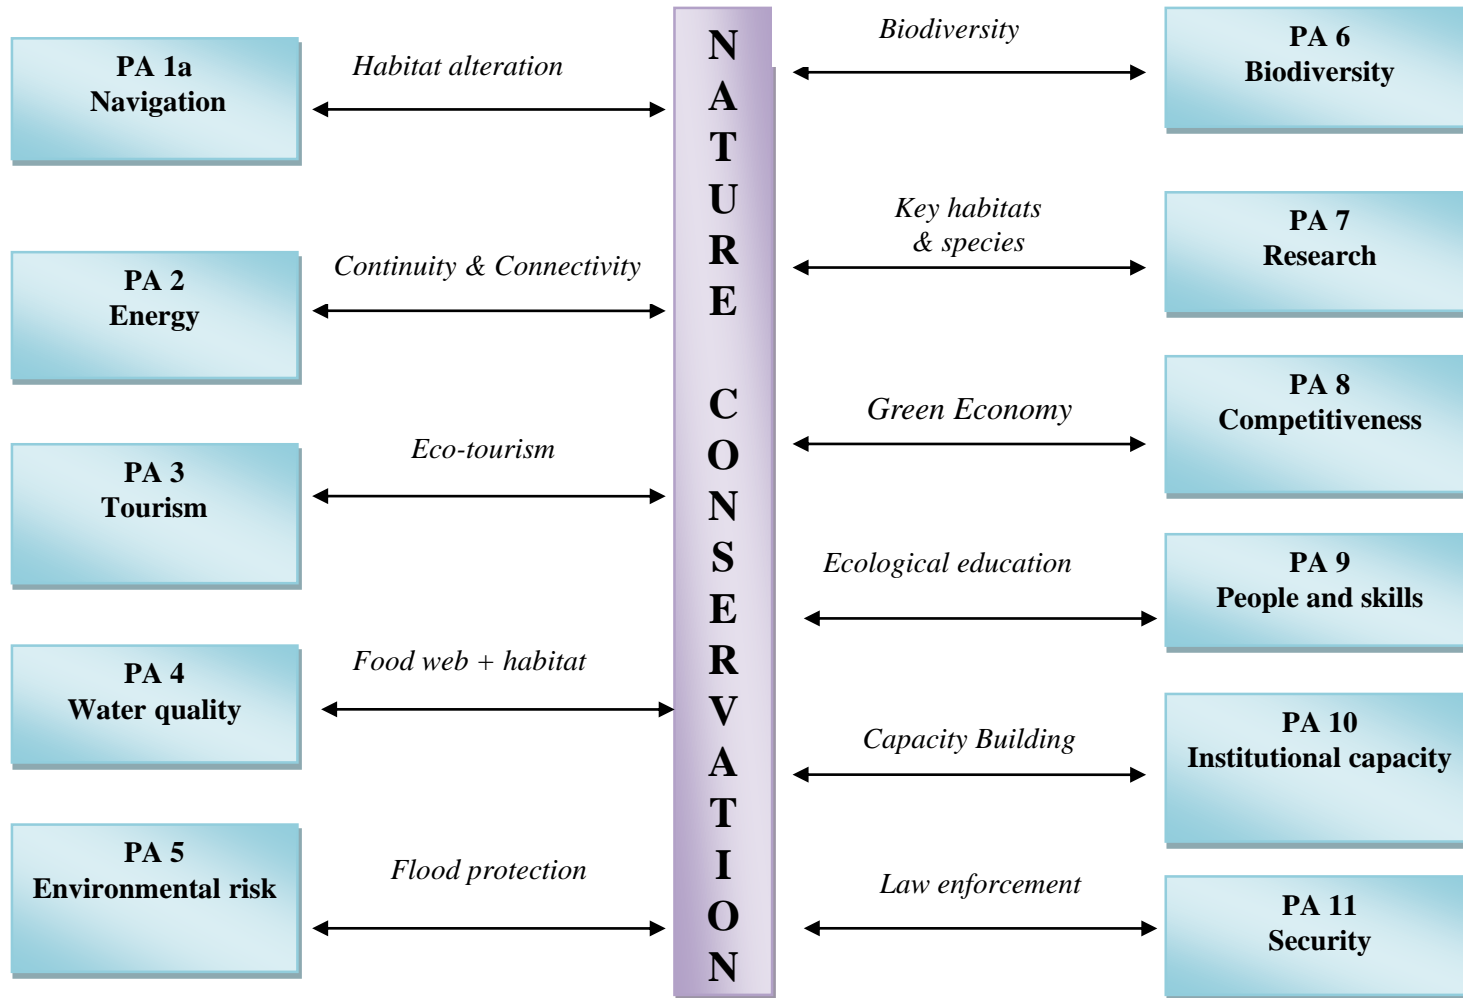 PA 1a
Navigation
Habitat alteration
PA 2
Energy
Continuity & Connectivity
PA 3
Tourism
Eco-tourism
PA 4
Water quality
Food web + habitat
PA 5
Environmental risk
Flood protection
N
A
T
U
R
E
C
O
N
S
E
R
V
A
T
I
O
N
Biodiversity
PA 6
Biodiversity
Key habitats
& species
PA 7
Research
Green Economy
PA 8
Competitiveness
Ecological education
PA 9
People and skills
Capacity Building
PA 10
Institutional capacity
Law enforcement
PA 11
Security